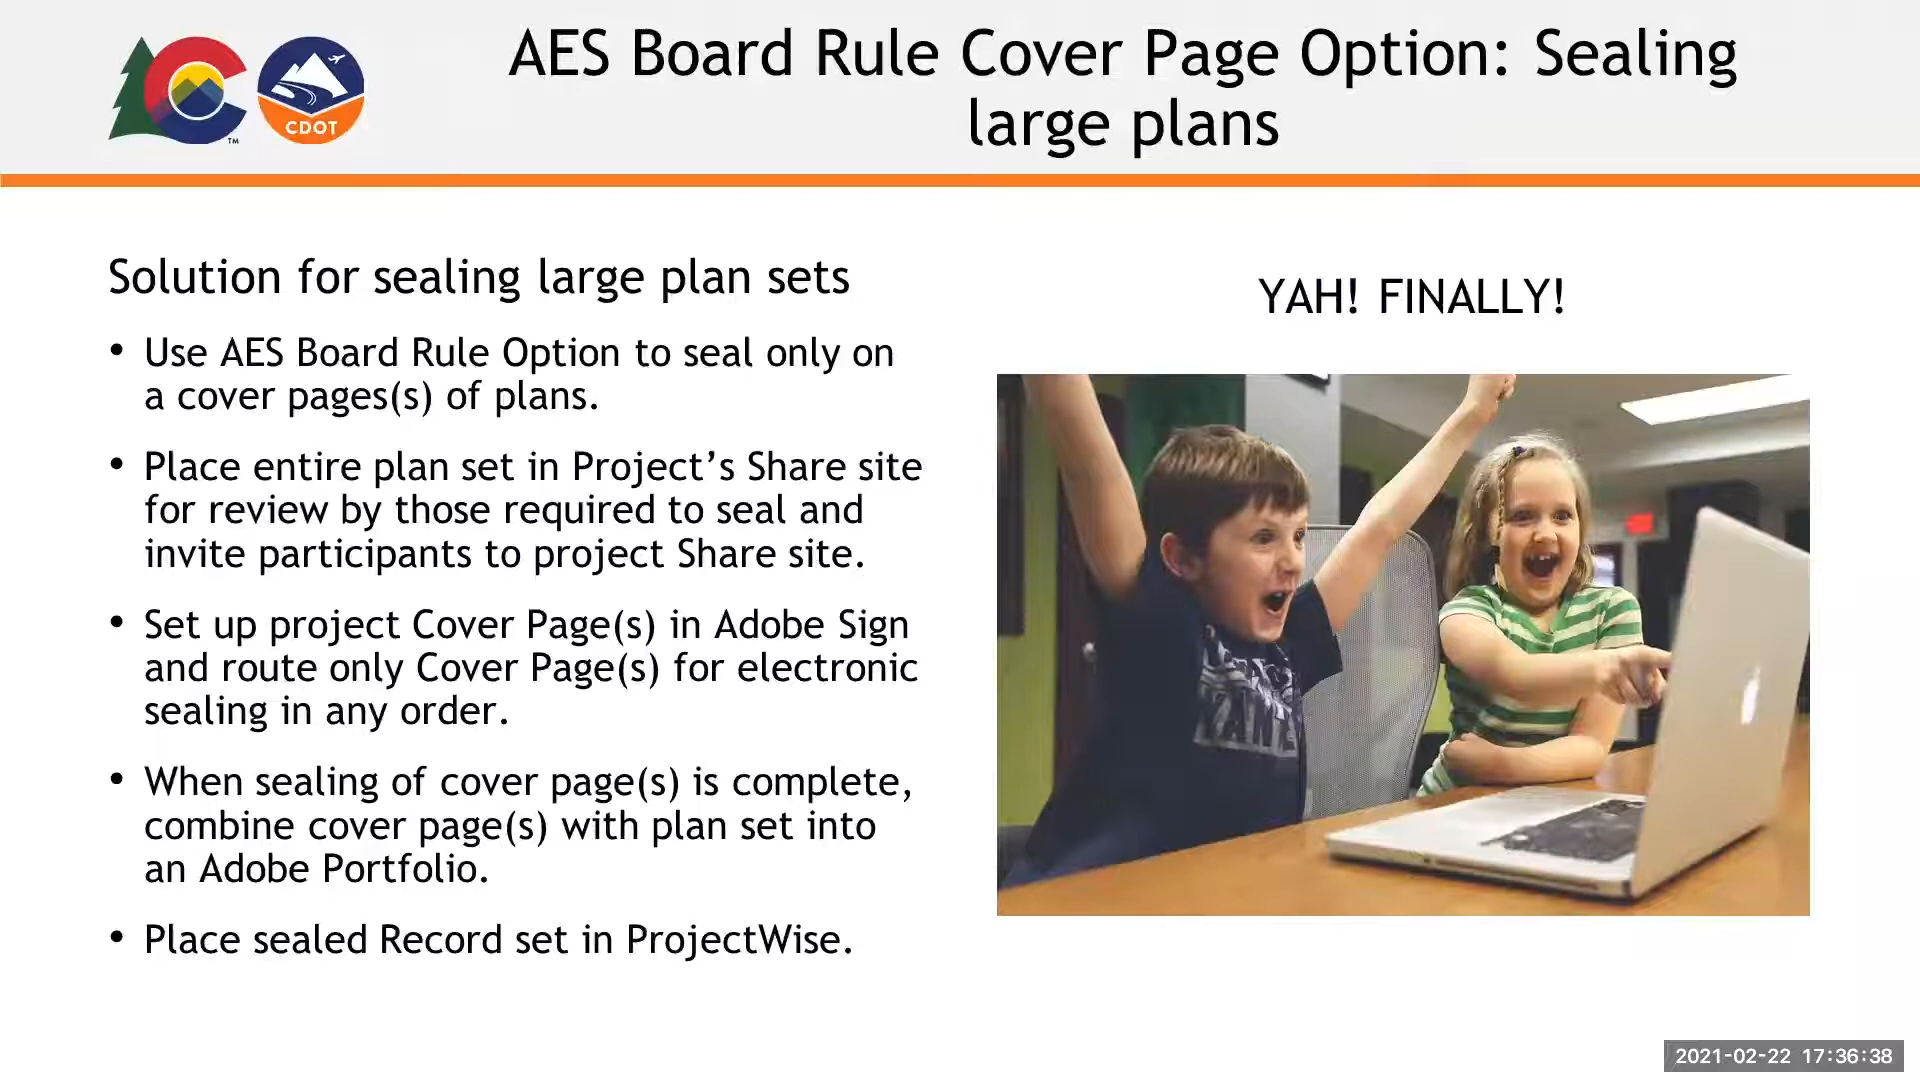 AES Board Rule Cover Page Option: Sealing
large plans
TM
CDOT
Solution for sealing large plan sets
• Use AES Board Rule Option to seal only on
a cover pages(s) of plans.
• Place entire plan set in Project’s Share site
for review by those required to seal and
invite participants to project Share site.
• Set up project Cover Page(s) in Adobe Sign
and route only Cover Page(s) for electronic
sealing in any order.
• When sealing of cover page(s) is complete,
combine cover page(s) with plan set into
an Adobe Portfolio.
• Place sealed Record set in ProjectWise.
YAH! FINALLY!
2021-02-22 17:36:38